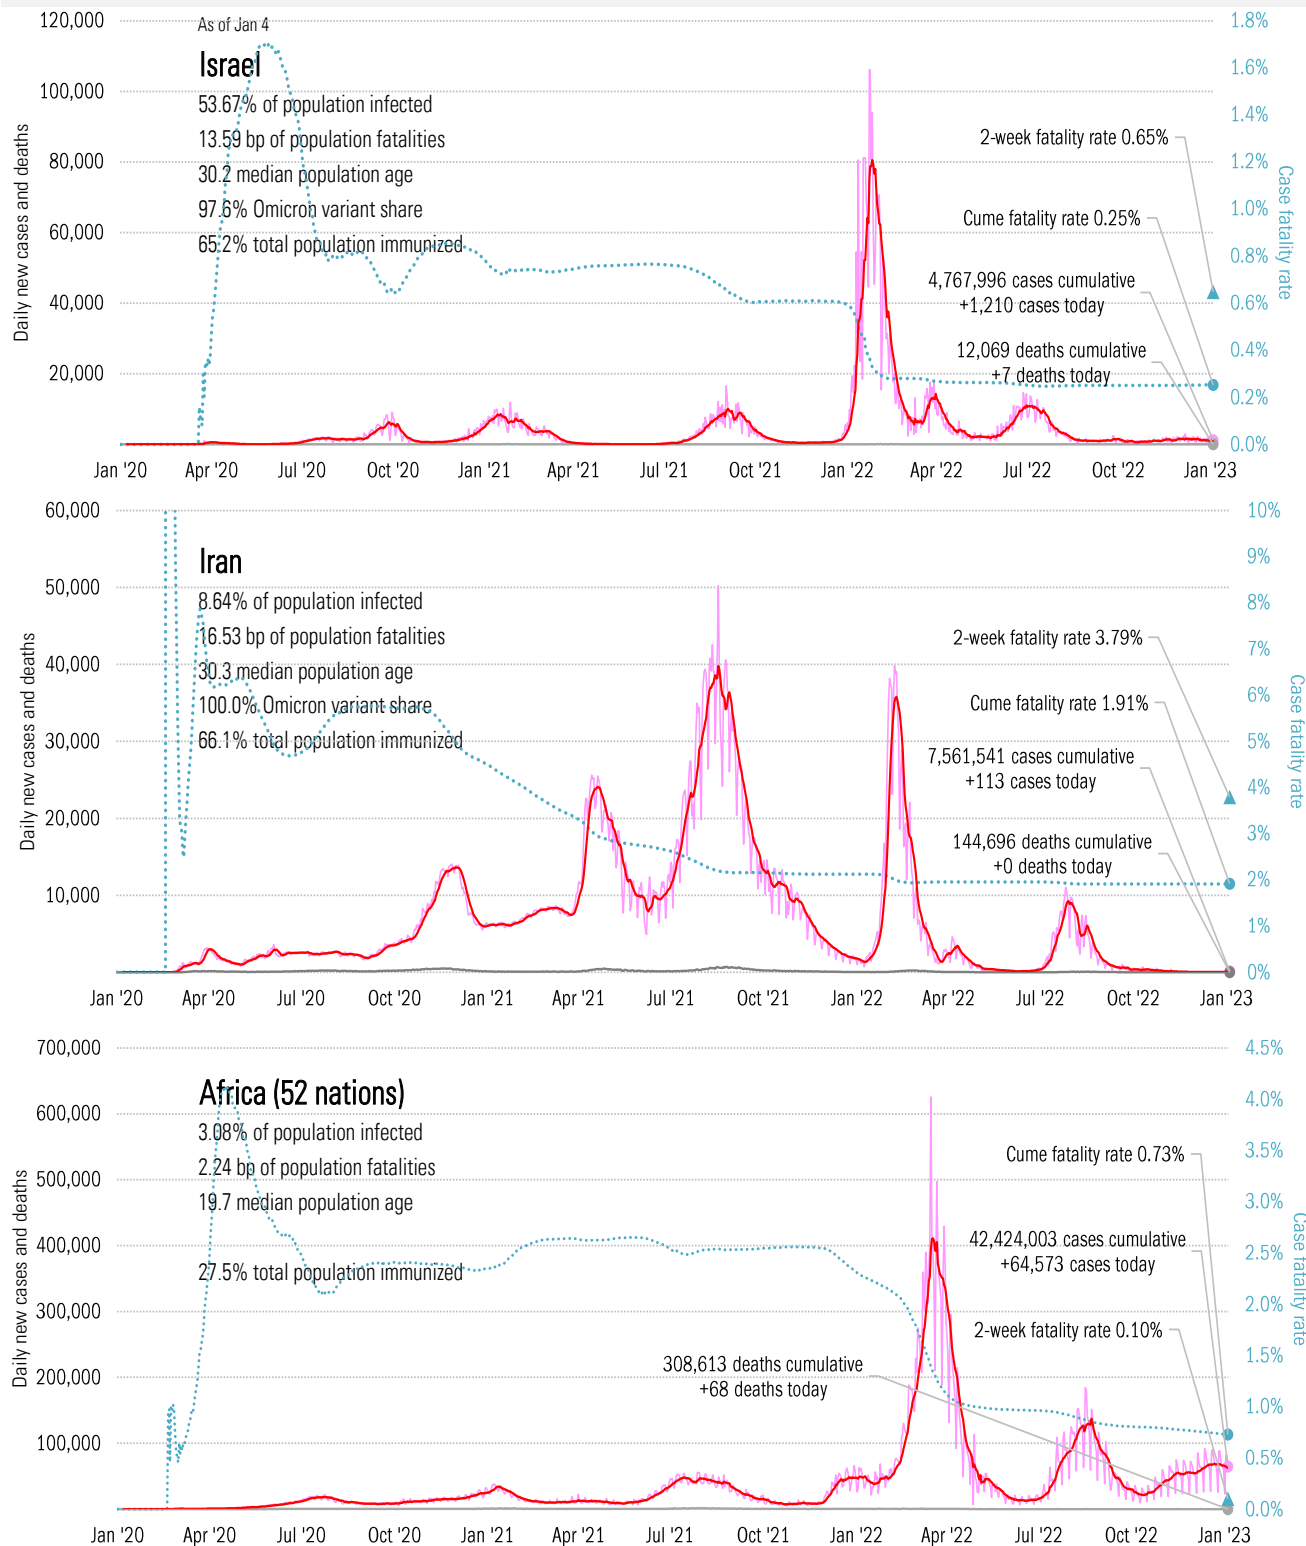 As of Jan 4
Israel
53.67% of population infected
13.59 bp of population fatalities
30.2 median population age
97.6% Omicron variant share
65.2% total population immunized
Daily new cases and deaths
120,000
100,000
80,000
60,000
40,000
20,000
1.8%
1.6%
1.4%
1.2%
1.0%
0.8%
0.6%
0.4%
0.2%
0.0%
Case fatality rate
2-week fatality rate 0.65%
Cume fatality rate 0.25%
4,767,996 cases cumulative
+1,210 cases today
12,069 deaths cumulative
+7 deaths today
Jan '20 Apr '20 Jul '20 Oct '20 Jan '21 Apr '21 Jul '21 Oct '21 Jan '22 Apr '22 Jul '22 Oct '22 Jan '23
Iran
8.64% of population infected
16.53 bp of population fatalities
30.3 median population age
100.0% Omicron variant share
66.1% total population immunized
Daily new cases and deaths
60,000
50,000
40,000
30,000
20,000
10,000
10%
9%
8%
7%
6%
5%
4%
3%
2%
1%
0%
Case fatality rate
2-week fatality rate 3.79%
Cume fatality rate 1.91%
7,561,541 cases cumulative
+113 cases today
144,696 deaths cumulative
+0 deaths today
Jan '20 Apr '20 Jul '20 Oct '20 Jan '21 Apr '21 Jul '21 Oct '21 Jan '22 Apr '22 Jul '22 Oct '22 Jan '23
Africa (52 nations)
3.08% of population infected
2.24 bp of population fatalities
19.7 median population age
27.5% total population immunized
Daily new cases and deaths
700,000
600,000
500,000
400,000
300,000
200,000
100,000
4.5%
4.0%
3.5%
3.0%
2.5%
2.0%
1.5%
1.0%
0.5%
0.0%
Case fatality rate
Cume fatality rate 0.73%
42,424,003 cases cumulative
+64,573 cases today
2-week fatality rate 0.10%
308,613 deaths cumulative
+68 deaths today
Jan '20 Apr '20 Jul '20 Oct '20 Jan '21 Apr '21 Jul '21 Oct '21 Jan '22 Apr '22 Jul '22 Oct '22 Jan '23